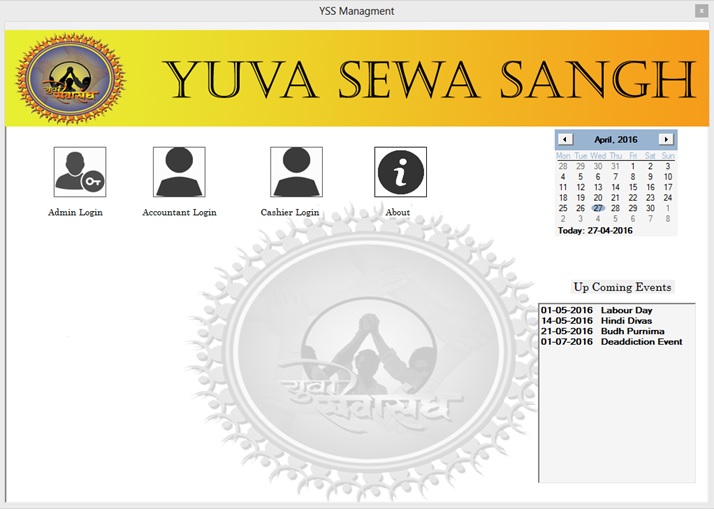 YSS Managment
x
युवा
सेवासंघ
YUVA SEWA SANGH
Admin Login
Accountant Login
Cashier Login
About
April, 2016
Mon Tue Wed Thu Fri Sat Sun
28 29 30 31 1 2 3
4 5 6 7 8 9 10
11 12 13 14 15 16 17
18 19 20 21 22 23 24
25 26 27 28 29 30 1
2 3 4 5 6 7 8
Today: 27-04-2016
Up Coming Events
01-05-2016 Labour Day
14-05-2016 Hindi Divas
21-05-2016 Budh Purnirma
01-07-2016 Deaddiction Event
युवा
सेवासंघ